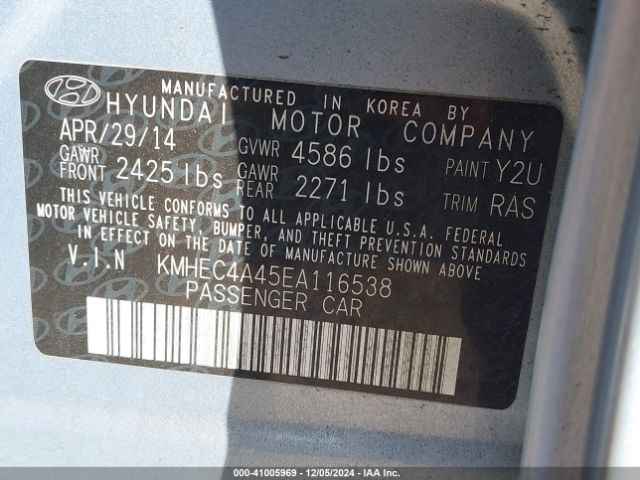 MANUFACTURED IN KOREA BY
HYUNDAI MOTOR COMPANY
APR/29/14 GVWR 4586 lbs PAINT Y2U
GAWR FRONT 2425 lbs GAWR REAR 2271 lbs TRIM RAS
THIS VEHICLE CONFORMS TO ALL APPLICABLE U.S.A. FEDERAL
MOTOR VEHICLE SAFETY, BUMPER, AND THEFT PREVENTION STANDARDS
IN EFFECT ON THE DATE OF MANUFACTURE SHOWN ABOVE.
V.I.N KMHEC4A45EA116538
PASSENGER CAR
000-41005969 - 12/05/2024 - IAAI.COM